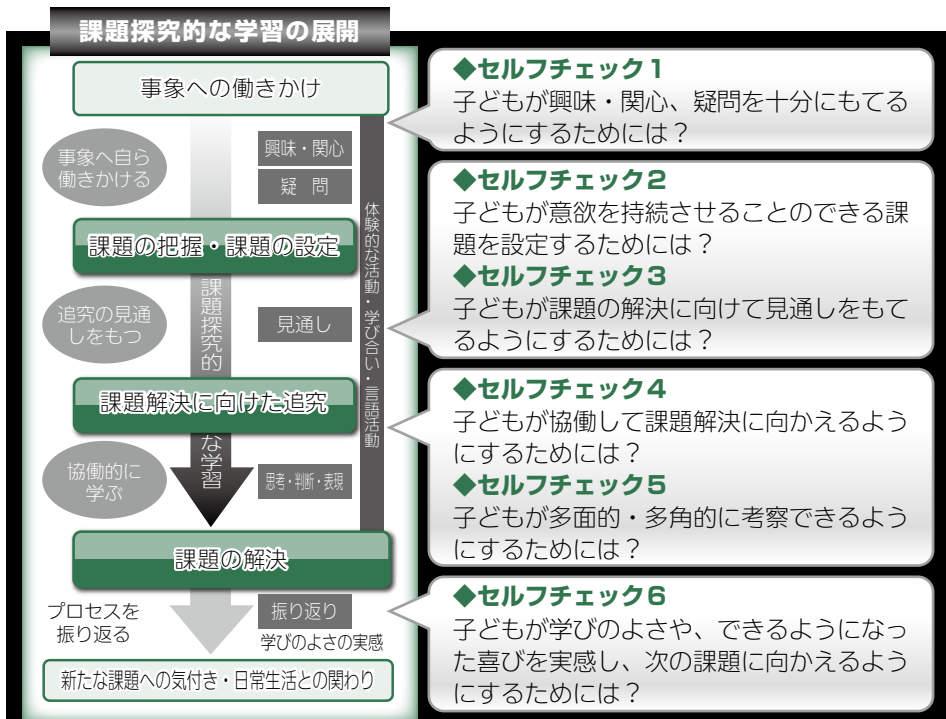 課題探究的な学習の展開
事象への働きかけ
事象へ自ら
働きかける
興味・関心
疑 問
課題の把握・課題の設定
追究の見通
しをもつ
見通し
課題解決に向けた追究
協働的に
学ぶ
思考・判断・表現
課題の解決
プロセスを
振り返る
振り返り
学びのよさの実感
新たな課題への気付き・日常生活との関わり
課題探究的な学習
体験的な活動・学び合い・言語活動
◆セルフチェック1
子どもが興味・関心、疑問を十分にもてる
ようにするためには？
◆セルフチェック2
子どもが意欲を持続させることのできる課
題を設定するためには？
◆セルフチェック3
子どもが課題の解決に向けて見通しをもて
るようにするためには？
◆セルフチェック4
子どもが協働して課題解決に向かえるよう
にするためには？
◆セルフチェック5
子どもが多面的・多角的に考察できるよう
にするためには？
◆セルフチェック6
子どもが学びのよさや、できるようになっ
た喜びを実感し、次の課題に向かえるよう
にするためには？